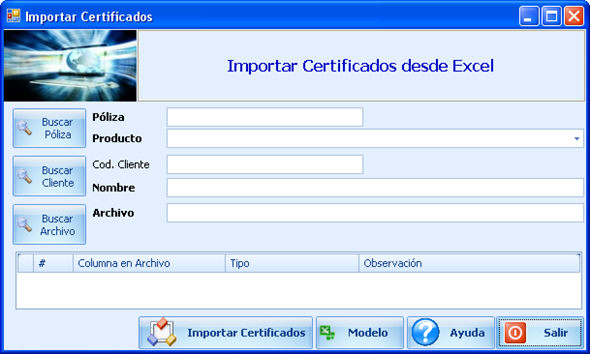 Importar Certificados
Importar Certificados desde Excel
Buscar
Póliza
Póliza
Producto
Buscar
Cliente
Cod. Cliente
Nombre
Buscar
Archivo
Archivo
# Columna en Archivo Tipo Observación
Importar Certificados Modelo Ayuda Salir